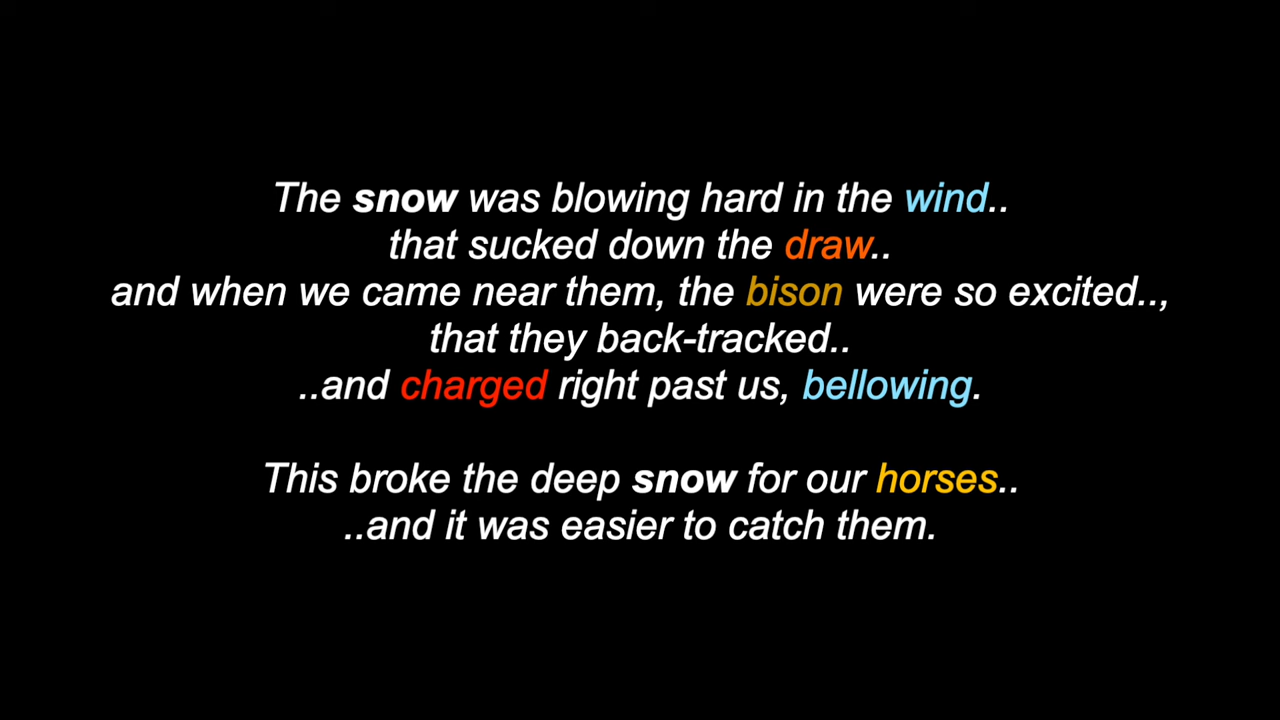 The snow was blowing hard in the wind..
that sucked down the draw..
and when we came near them, the bison were so excited..,
that they back-tracked..
..and charged right past us, bellowing.
This broke the deep snow for our horses..
..and it was easier to catch them.